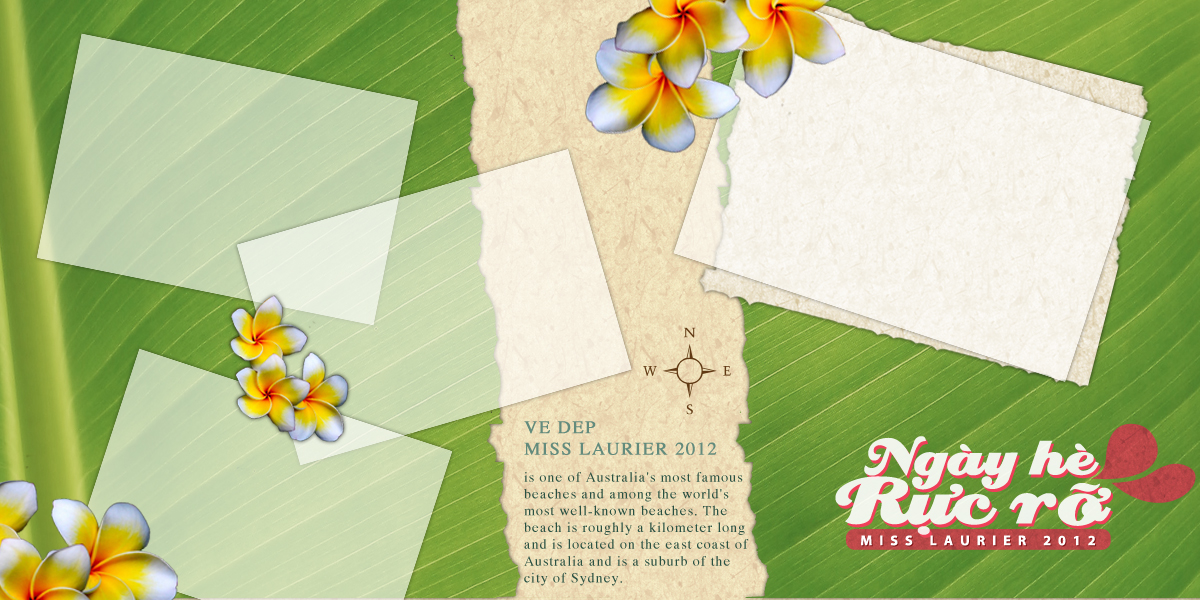 N
W E
S
VE DEP
MISS LAURIER 2012
is one of Australia's most famous
beaches and among the world's
most well-known beaches. The
beach is roughly a kilometer long
and is located on the east coast of
Australia and is a suburb of the
city of Sydney.
Ngày hè
Rực rỡ
MISS LAURIER 2012